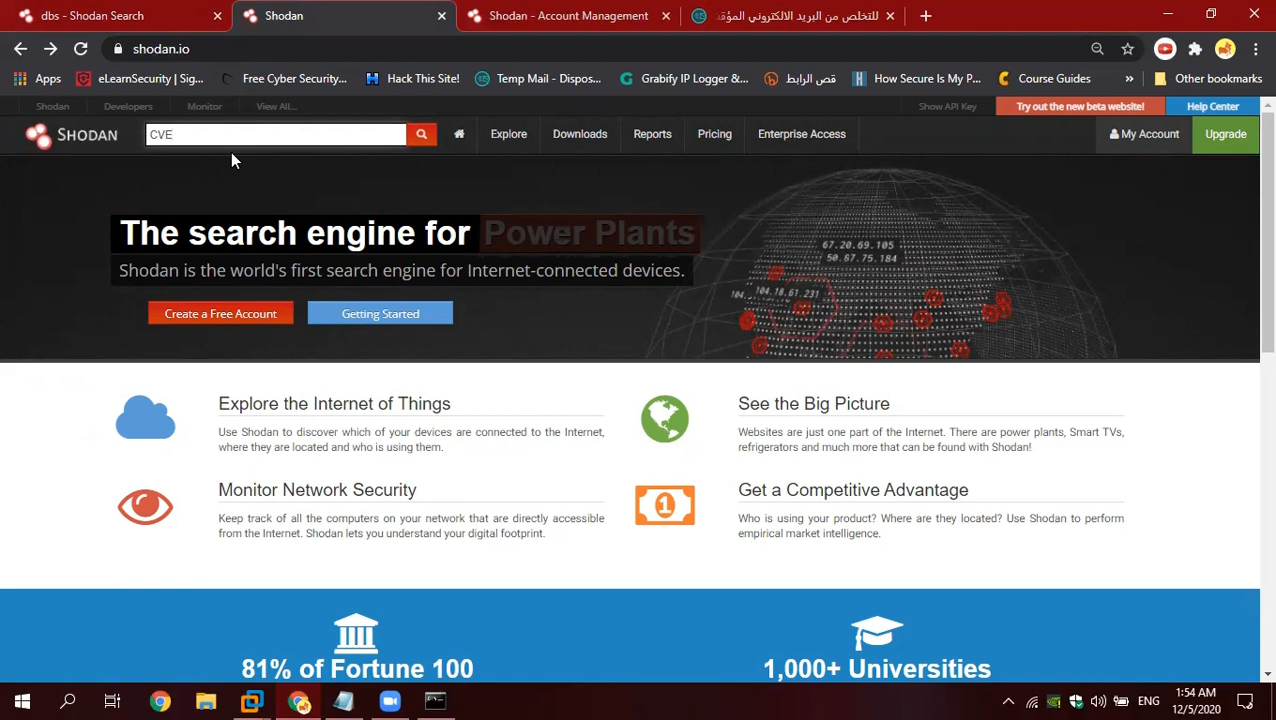 dbs - Shodan Search
Shodan
Shodan - Account Management
للتخلص من البريد الالكتروني المؤقت
shodan.io
Apps
eLearnSecurity | Sig...
Free Cyber Security...
Hack This Site!
Temp Mail - Dispos...
Grabify IP Logger &...
قص الرابط
How Secure Is My P...
Course Guides
»
Other bookmarks
Shodan
Developers
Monitor
View All...
Show API Key
Try out the new beta website!
Help Center
SHODAN
CVE
Explore
Downloads
Reports
Pricing
Enterprise Access
My Account
Upgrade
The search engine for Power Plants
Shodan is the world's first search engine for Internet-connected devices.
Create a Free Account
Getting Started
67.20.69.105
50.87.75.184
104.18.61.231
104.
Explore the Internet of Things
Use Shodan to discover which of your devices are connected to the Internet,
where they are located and who is using them.
See the Big Picture
Websites are just one part of the Internet. There are power plants, Smart TVs,
refrigerators and much more that can be found with Shodan!
Monitor Network Security
Keep track of all the computers on your network that are directly accessible
from the Internet. Shodan lets you understand your digital footprint.
1
Get a Competitive Advantage
Who is using your product? Where are they located? Use Shodan to perform
empirical market intelligence.
81% of Fortune 100
1,000+ Universities
ENG
1:54 AM
12/5/2020